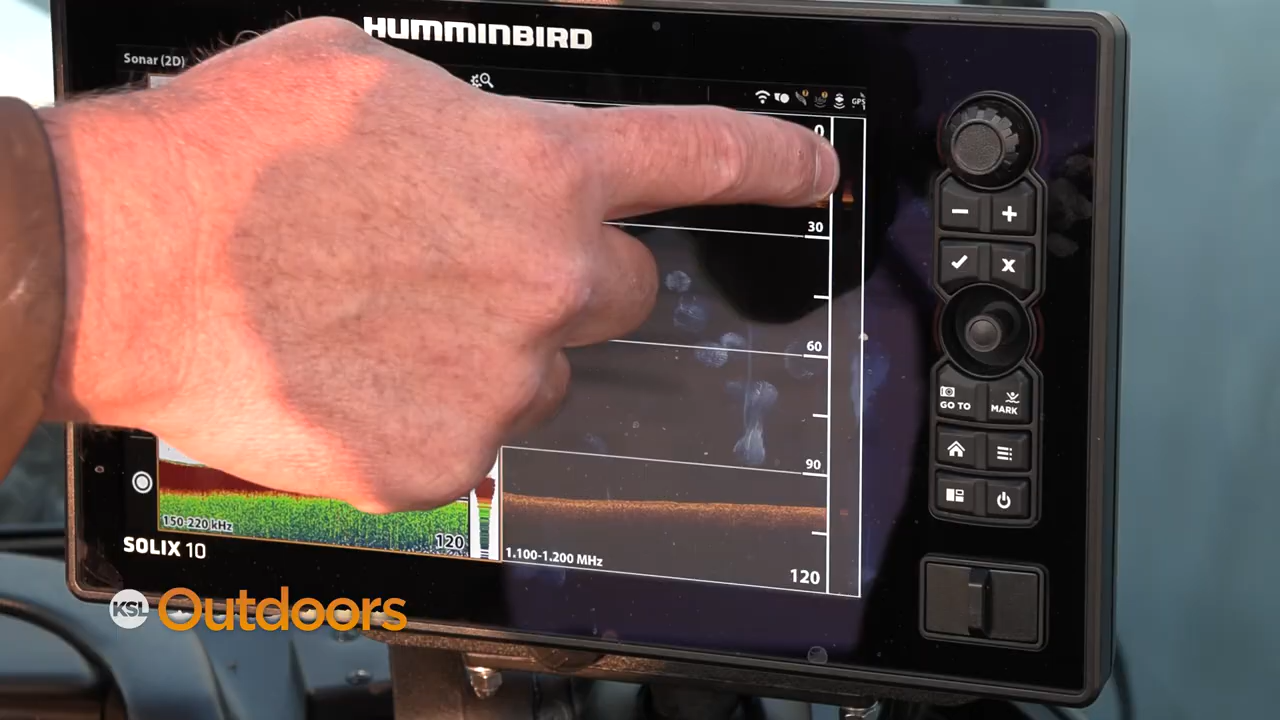 HUMMINBIRD
Sonar (2D)
GPS
0
30
60
90
120
GO TO
MARK
150-220 kHz
120
1.100-1.200 MHz
SOLIX 10
KSL Outdoors